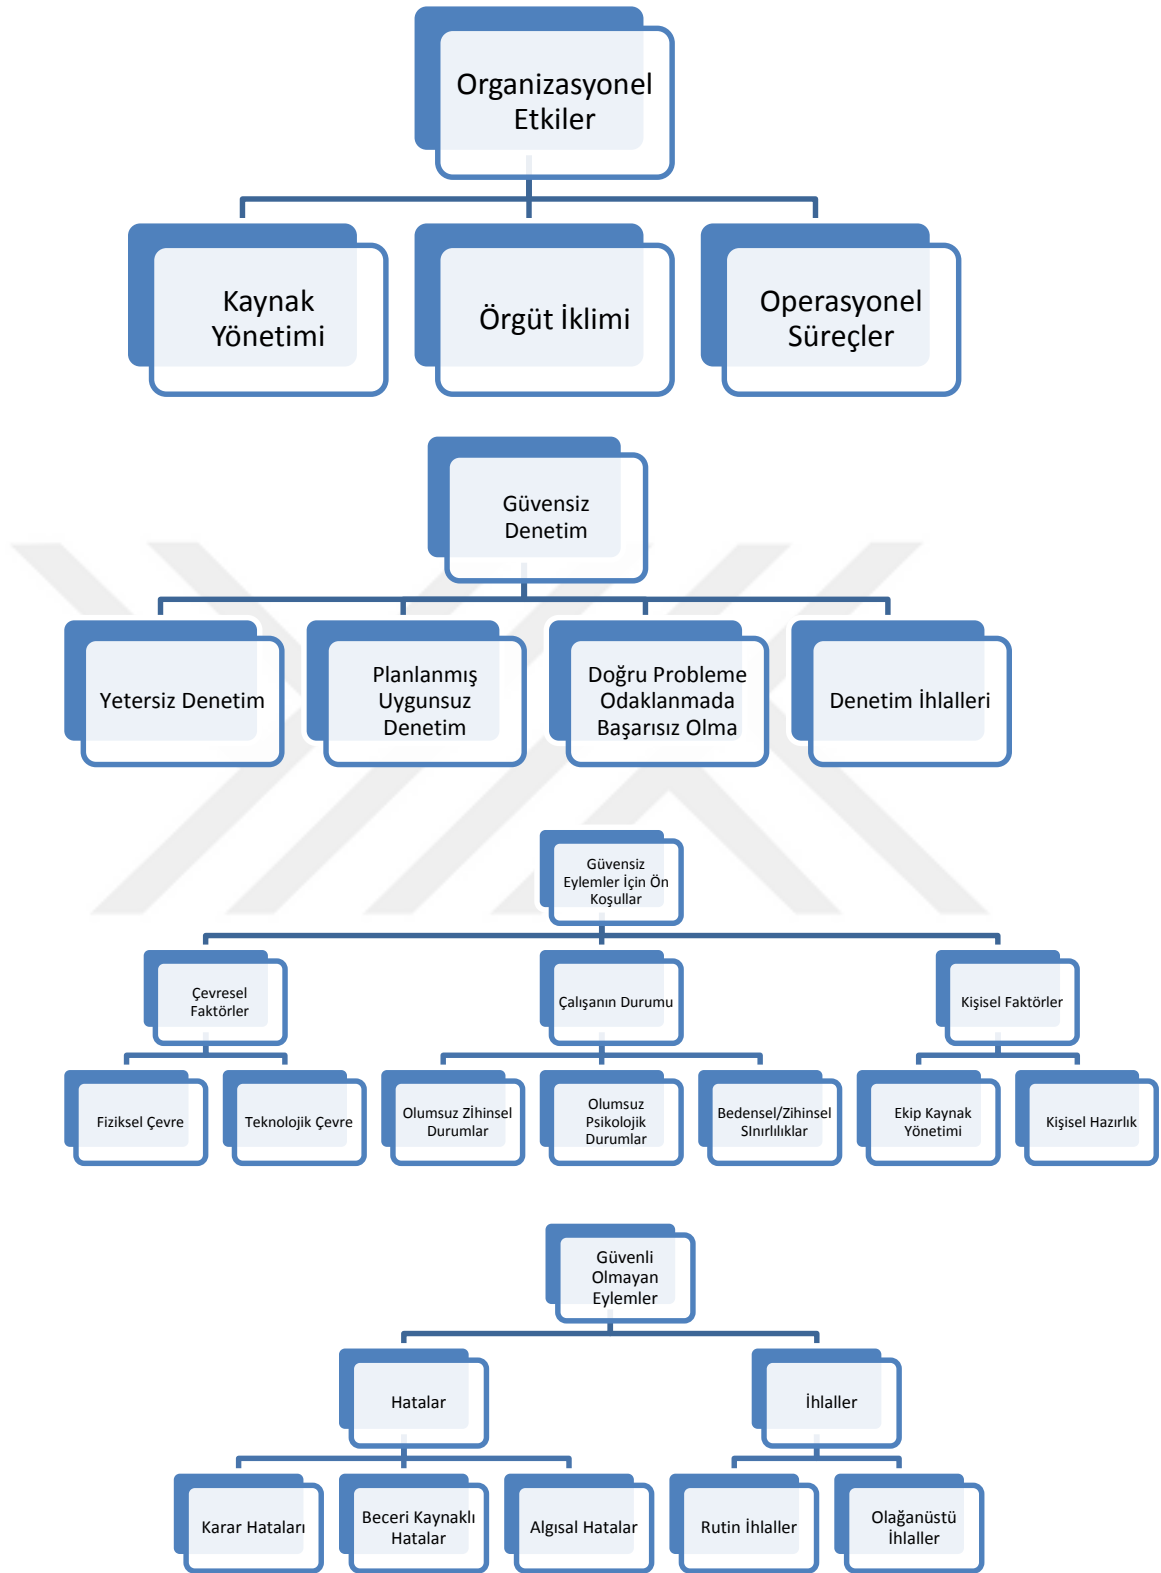 Organizasyonel
Etkiler
Kaynak
Yönetimi
Örgüt İklimi
Operasyonel
Süreçler
Güvensiz
Denetim
Yetersiz Denetim
Planlanmış
Uygunsuz
Denetim
Doğru Probleme
Odaklanmada
Başarısız Olma
Denetim İhlalleri
Güvensiz
Eylemler İçin Ön
Koşullar
Çevresel
Faktörler
Çalışanın Durumu
Kişisel Faktörler
Fiziksel Çevre
Teknolojik Çevre
Olumsuz Zİhinsel
Durumlar
Olumsuz
Psikolojik
Durumlar
Bedensel/Zihinsel
SInırlılıklar
Ekip Kaynak
Yönetimi
Kişisel Hazırlık
Güvenli
Olmayan
Eylemler
Hatalar
İhlaller
Karar Hataları
Beceri Kaynaklı
Hatalar
Algısal Hatalar
Rutin İhlaller
Olağanüstü
İhlaller